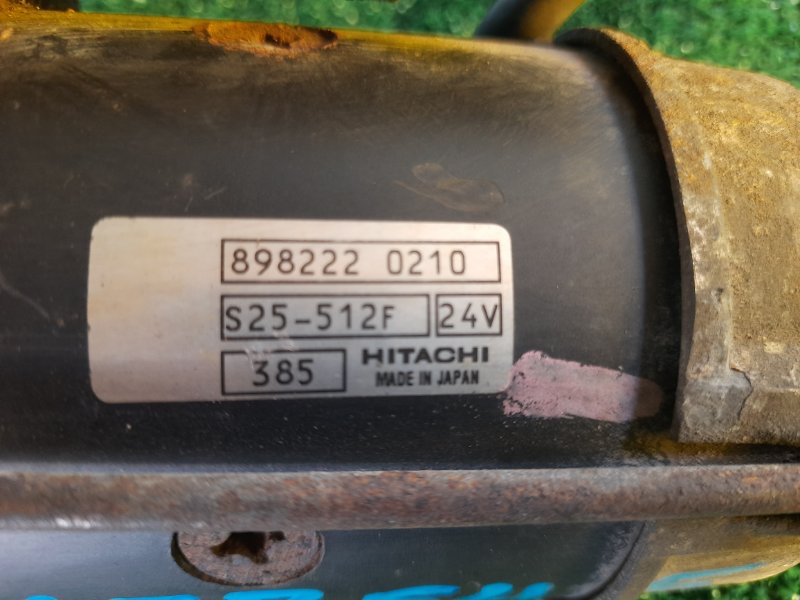 898222 0210
S25-512F 24V
385 HITACHI
MADE IN JAPAN